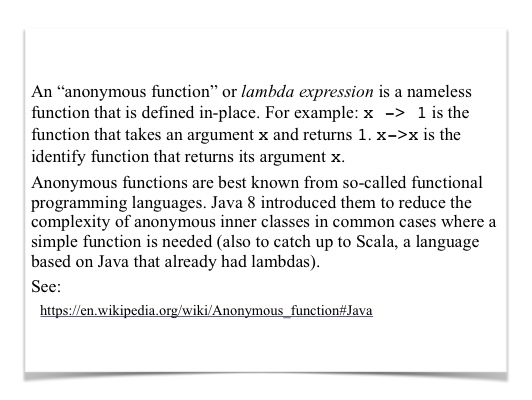 An “anonymous function” or lambda expression is a nameless
function that is defined in-place. For example: x -> 1 is the
function that takes an argument x and returns 1. x->x is the
identify function that returns its argument x.
Anonymous functions are best known from so-called functional
programming languages. Java 8 introduced them to reduce the
complexity of anonymous inner classes in common cases where a
simple function is needed (also to catch up to Scala, a language
based on Java that already had lambdas).
See:
https://en.wikipedia.org/wiki/Anonymous_function#Java